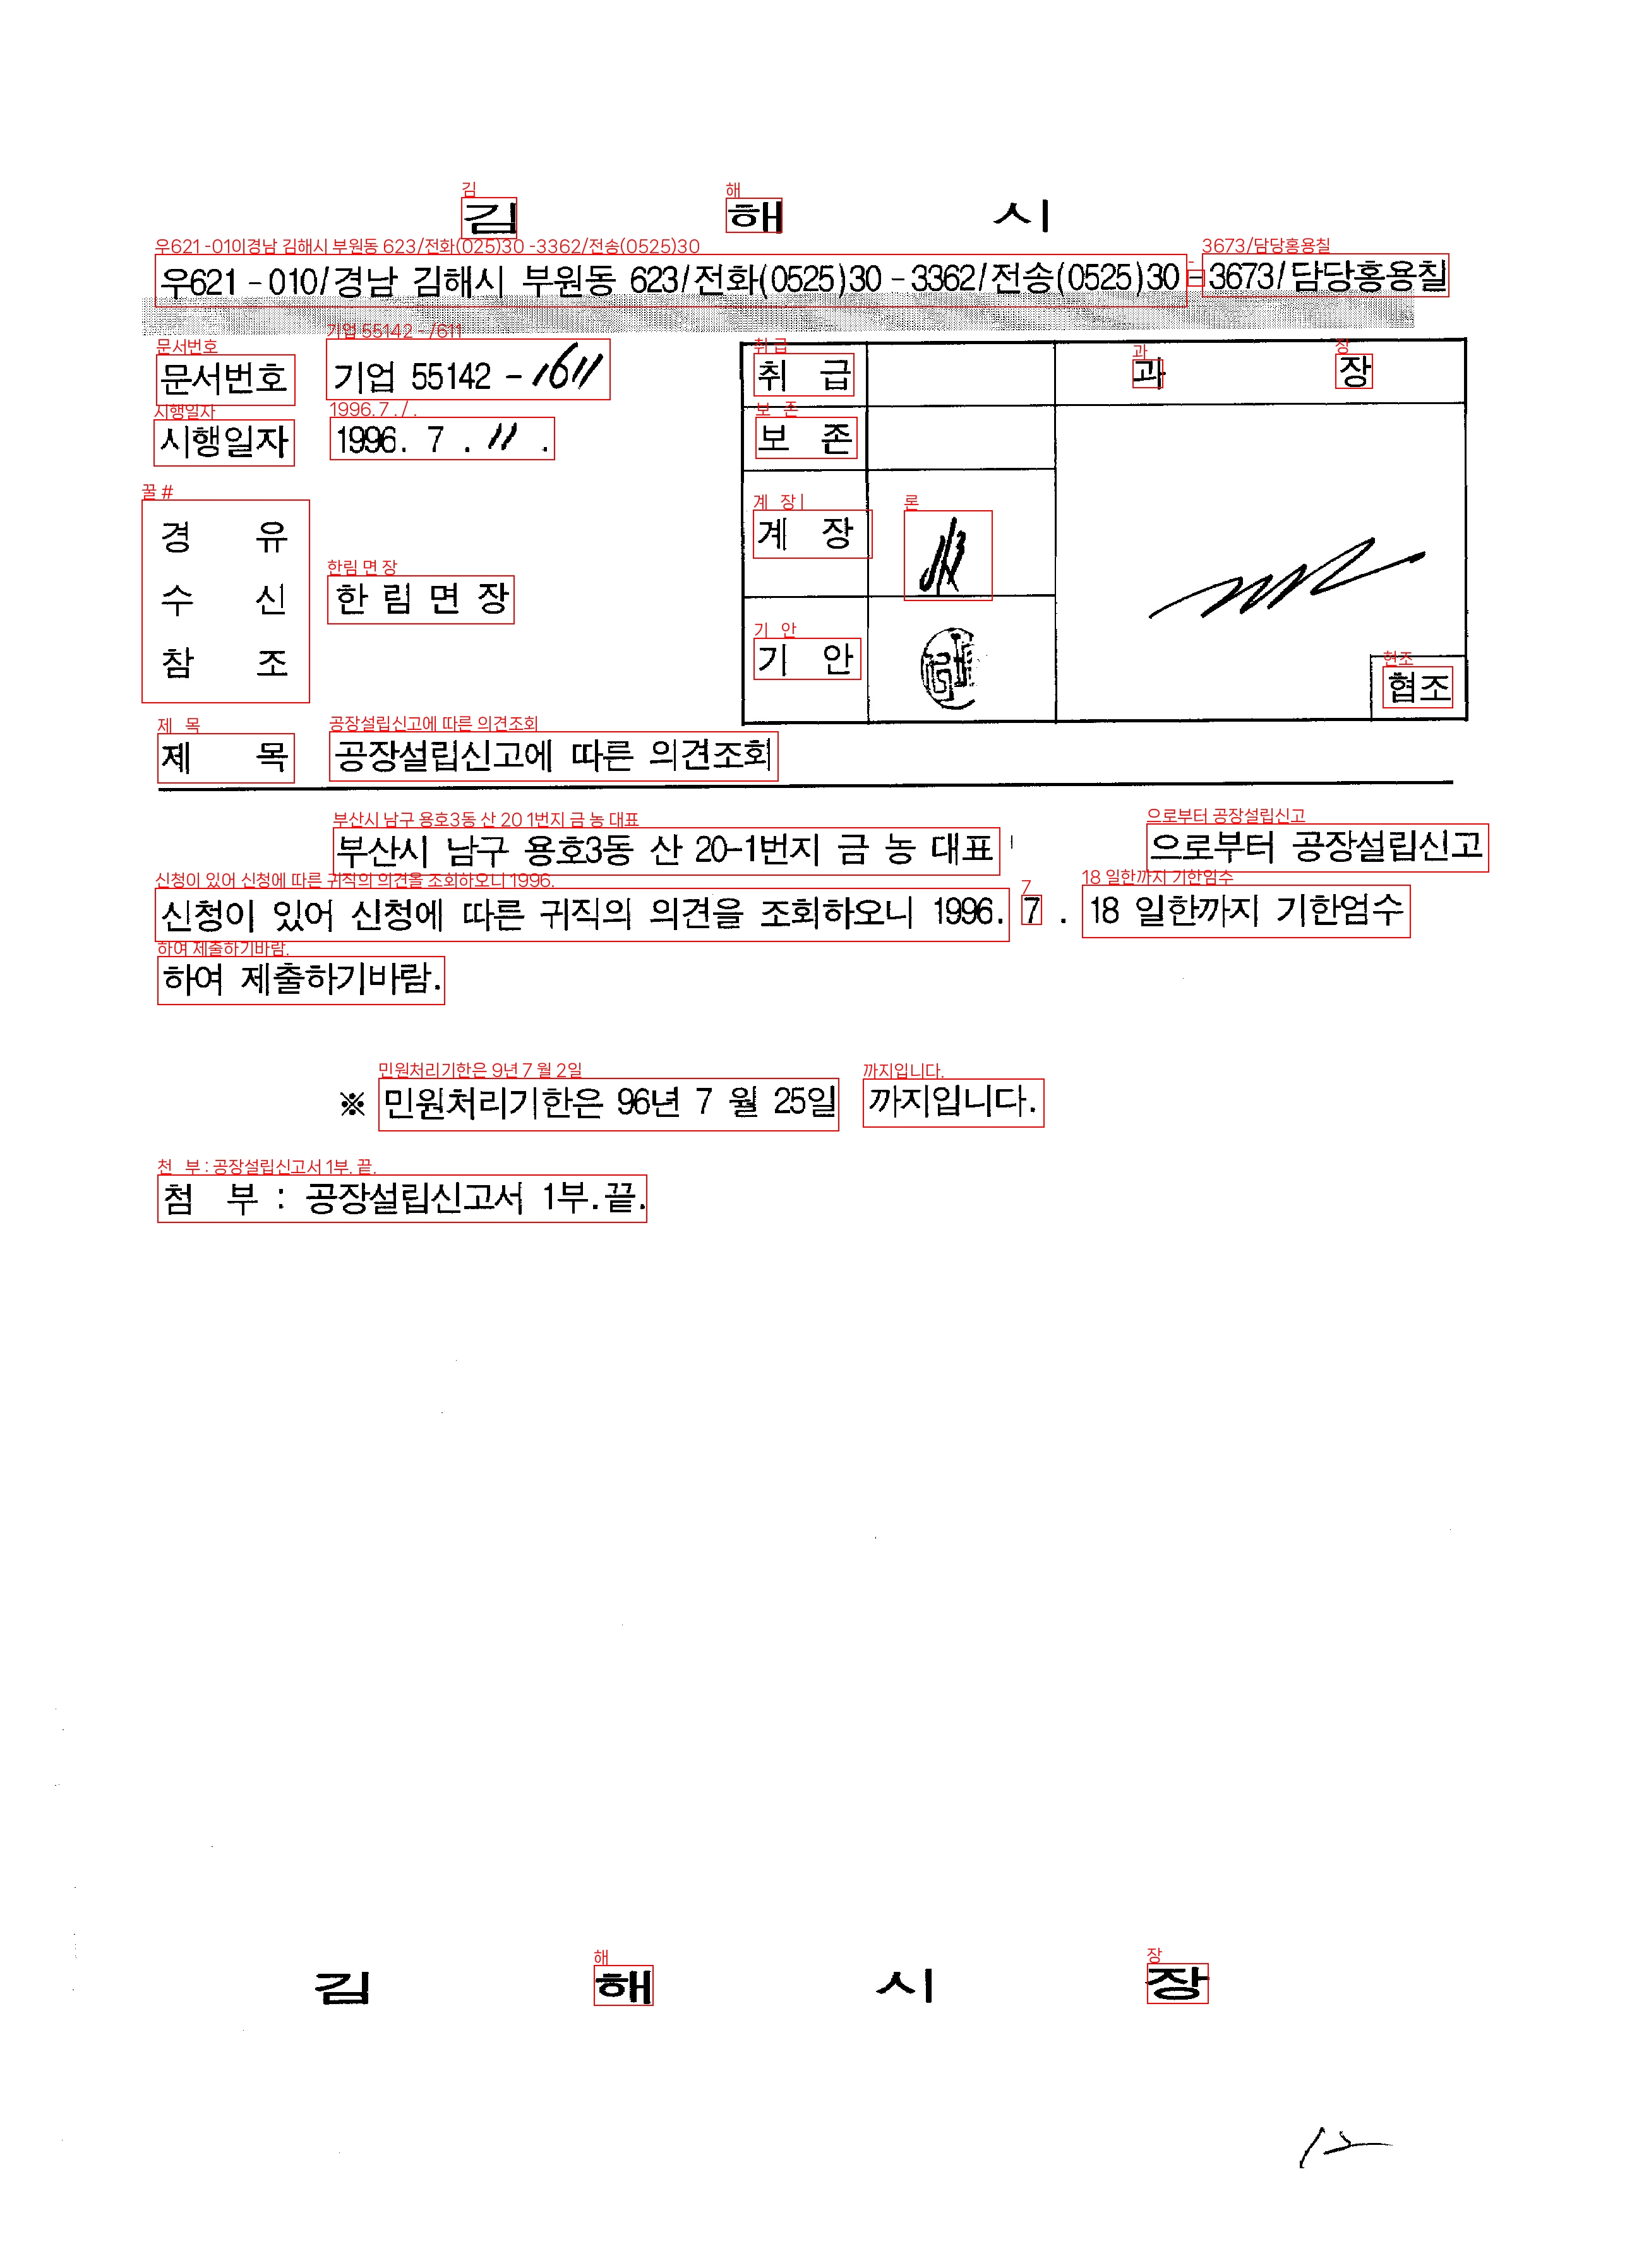 김 해 시
우621 - 010/경남 김해시 부원동 623/전화(0525)30 - 3362/전송(0525)30 - 3673/담당홍용칠
문서번호 기업 55142 - 1611
시행일자 1996. 7 . 11 .
경 유
수 신 한 림 면 장
참 조
취 급 과 장
보 존
계 장
기 안
협조
제 목 공장설립신고에 따른 의견조회
부산시 남구 용호3동 산 20-1번지 금 농 대표 으로부터 공장설립신고
신청이 있어 신청에 따른 귀직의 의견을 조회하오니 1996. 7 . 18 일한까지 기한엄수
하여 제출하기바람.
※ 민원처리기한은 96년 7 월 25일 까지입니다.
첨 부 : 공장설립신고서 1부.끝.
김 해 시 장
12